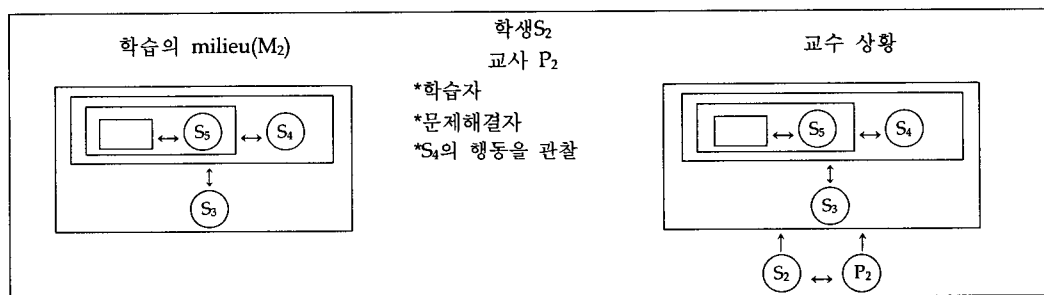 학습의 milieu(M₂)
S₅
S₄
S₃
학생S₂
교사 P₂
*학습자
*문제해결자
*S₄의 행동을 관찰
교수 상황
S₅
S₄
S₃
S₂
P₂